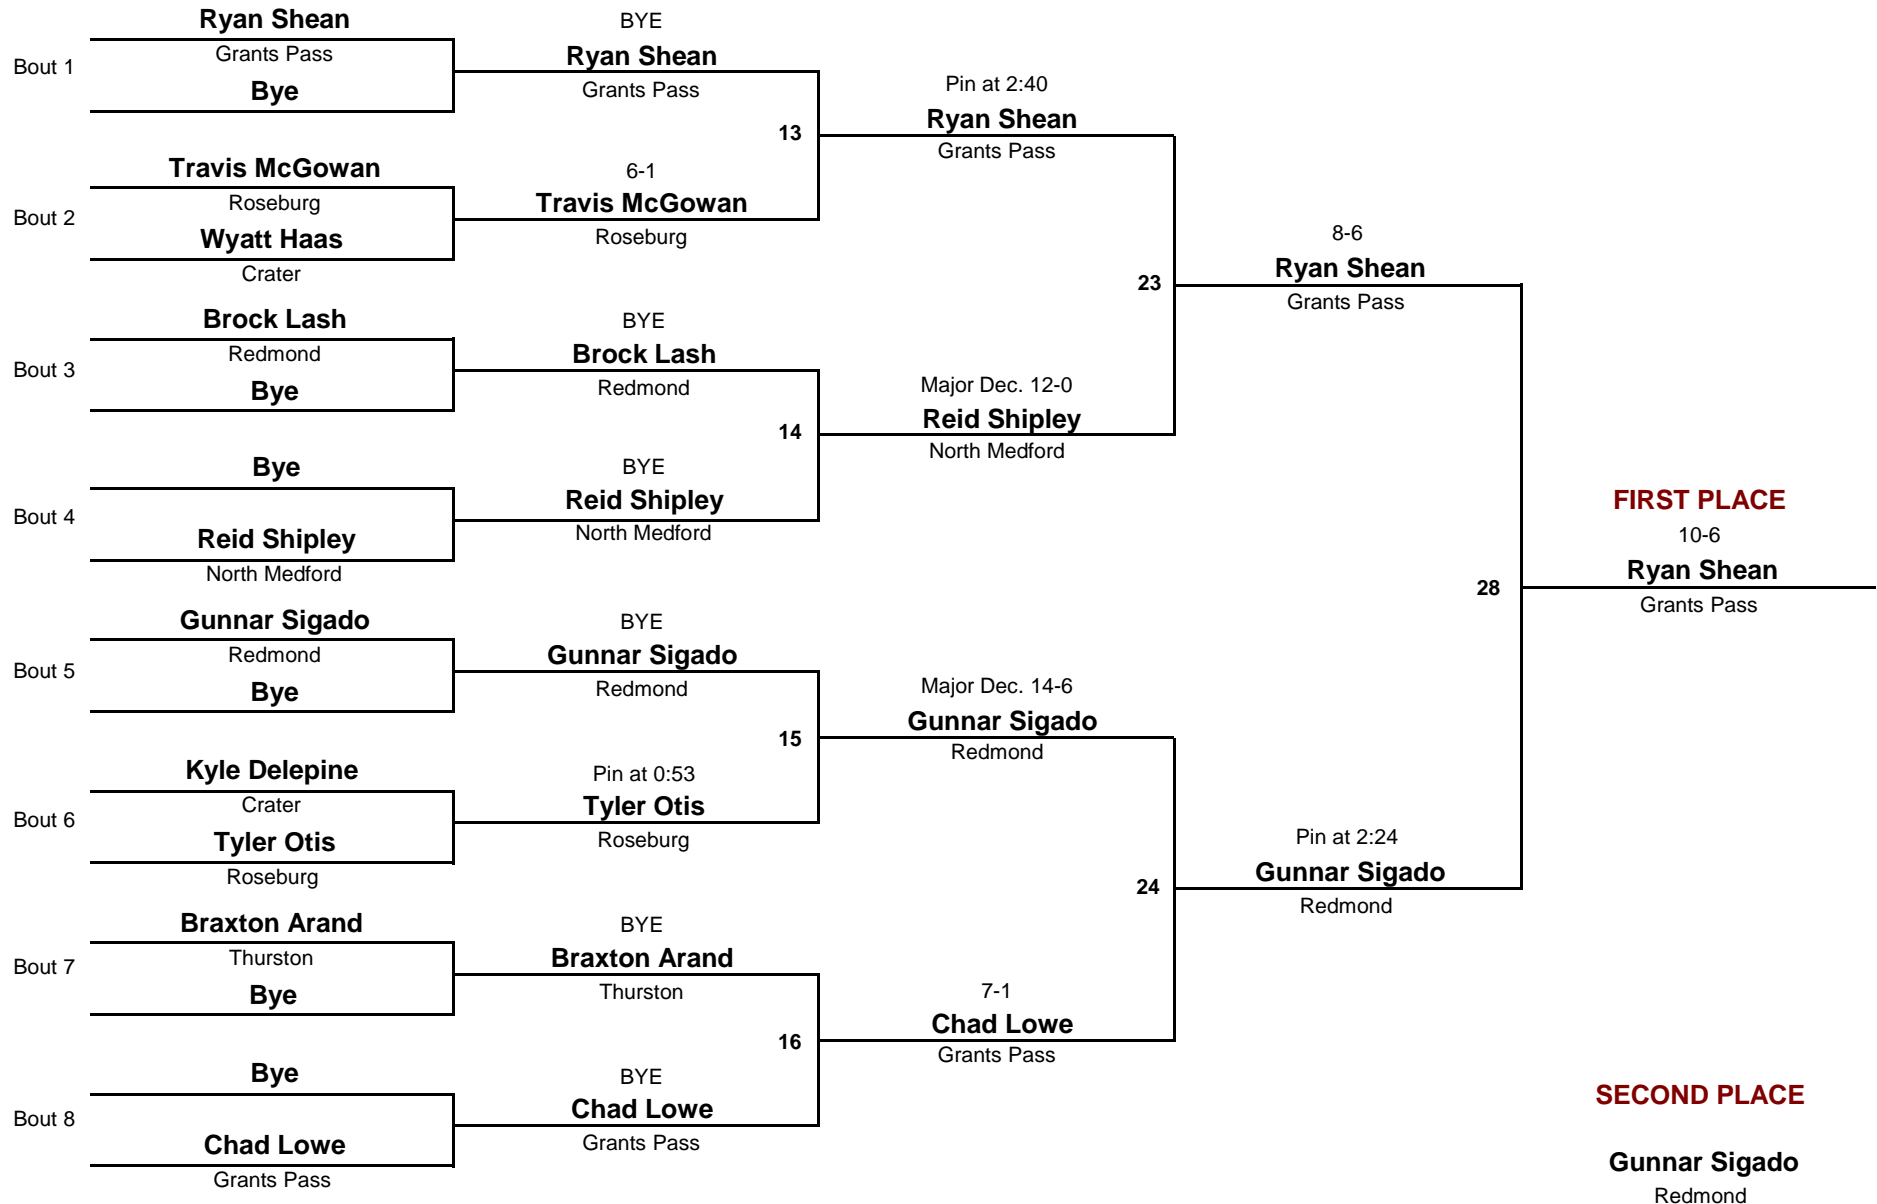 Ryan Shean
Bout 1
Grants Pass
Bye
Travis McGowan
Bout 2
Roseburg
Wyatt Haas
Crater
Brock Lash
Bout 3
Redmond
Bye
Bye
Bout 4
Reid Shipley
North Medford
Gunnar Sigado
Bout 5
Redmond
Bye
Kyle Delepine
Bout 6
Crater
Tyler Otis
Roseburg
Braxton Arand
Bout 7
Thurston
Bye
Bye
Bout 8
Chad Lowe
Grants Pass
BYE
Ryan Shean
Grants Pass
13
6-1
Travis McGowan
Roseburg
BYE
Brock Lash
Redmond
14
BYE
Reid Shipley
North Medford
BYE
Gunnar Sigado
Redmond
15
Pin at 0:53
Tyler Otis
Roseburg
BYE
Braxton Arand
Thurston
16
BYE
Chad Lowe
Grants Pass
Pin at 2:40
Ryan Shean
Grants Pass
23
Major Dec. 12-0
Reid Shipley
North Medford
Major Dec. 14-6
Gunnar Sigado
Redmond
24
7-1
Chad Lowe
Grants Pass
8-6
Ryan Shean
Grants Pass
28
Pin at 2:24
Gunnar Sigado
Redmond
FIRST PLACE
10-6
Ryan Shean
Grants Pass
SECOND PLACE
Gunnar Sigado
Redmond